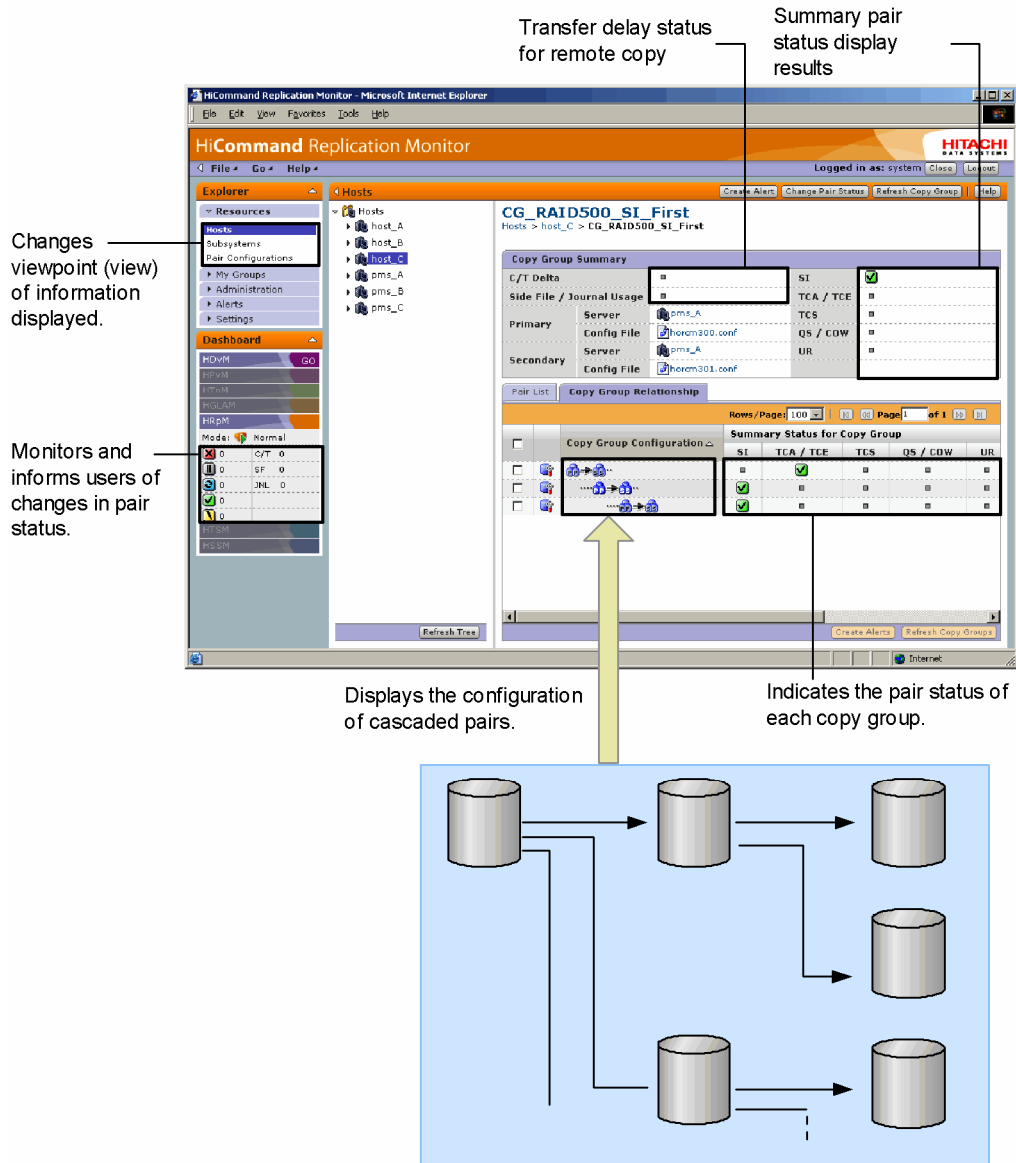 Transfer delay status
for remote copy
Summary pair
status display
results
HiCommand Replication Monitor - Microsoft Internet Explorer
File Edit View Favorites Tools Help
HiCommand Replication Monitor
HITACHI
DATA SYSTEMS
File Go Help
Logged in as: system Close Logout
Explorer
Hosts
Create Alert Change Pair Status Refresh Copy Group Help
Resources
Hosts
Subsystems
Pair Configurations
My Groups
Administration
Alerts
Settings
Dashboard
HDvM GO
HPvM
HTnM
HGLAM
HRpM
Mode: Normal
0 C/T 0
0 SF 0
0 JNL 0
0
0
HTSM
HSSM
Hosts
host_A
host_B
host_C
pms_A
pms_B
pms_C
Refresh Tree
CG_RAID500_SI_First
Hosts > host_C > CG_RAID500_SI_First
Copy Group Summary
C/T Delta SI
Side File / Journal Usage TCA / TCE
Primary Server pms_A TCS
Config File horcm300.conf QS / COW
Secondary Server pms_A UR
Config File horcm301.conf
Pair List Copy Group Relationship
Rows/Page: 100 Page 1 of 1
Copy Group Configuration Summary Status for Copy Group
SI TCA / TCE TCS QS / COW UR
Create Alerts Refresh Copy Groups
Internet
Changes
viewpoint (view)
of information
displayed.
Monitors and
informs users of
changes in pair
status.
Displays the configuration
of cascaded pairs.
Indicates the pair status of
each copy group.